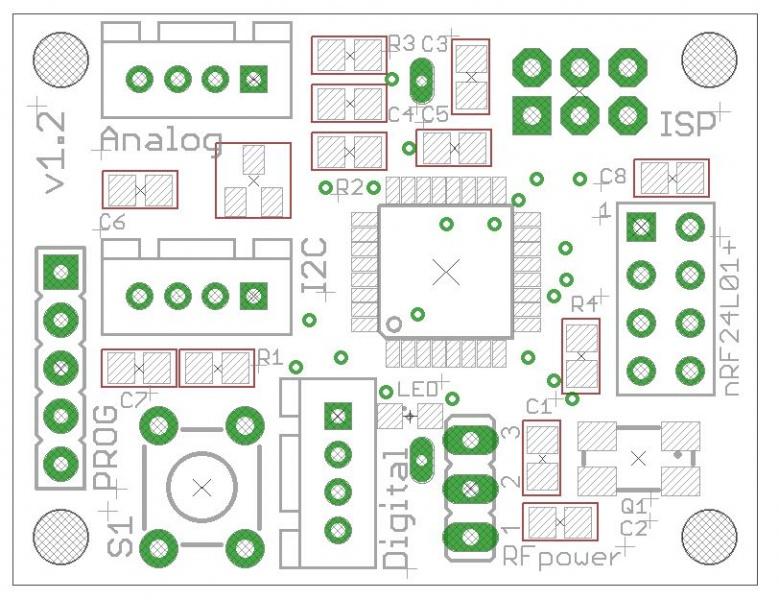 R3 C3
v1.2
Analog
C4 C5
ISP
R2
C8
C6
1
I2C
nRF24L01+
R4
R1
C7
LED
C1
PROG
3
2
1
Digital
S1
Q1
C2
RFpower